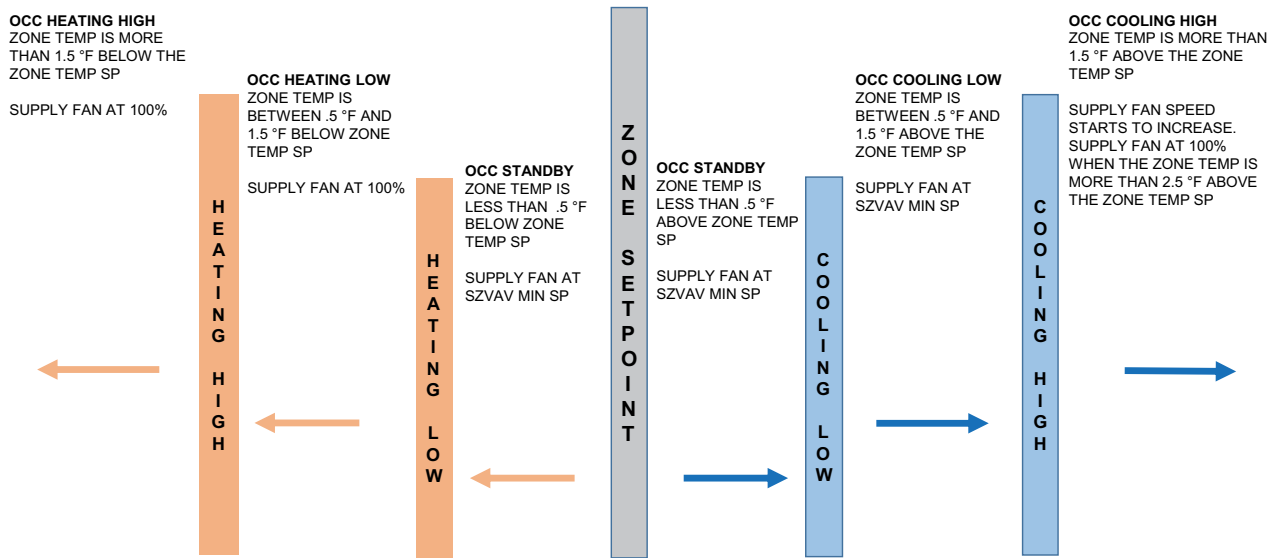 OCC HEATING HIGH
ZONE TEMP IS MORE
THAN 1.5 °F BELOW THE
ZONE TEMP SP
SUPPLY FAN AT 100%
HEATING HIGH
OCC HEATING LOW
ZONE TEMP IS
BETWEEN .5 °F AND
1.5 °F BELOW ZONE
TEMP SP
SUPPLY FAN AT 100%
HEATING LOW
OCC STANDBY
ZONE TEMP IS
LESS THAN .5 °F
BELOW ZONE
TEMP SP
SUPPLY FAN AT
SZVAV MIN SP
ZONE SETPOINT
OCC STANDBY
ZONE TEMP IS
LESS THAN .5 °F
ABOVE ZONE TEMP
SP
SUPPLY FAN AT
SZVAV MIN SP
COOLING LOW
OCC COOLING LOW
ZONE TEMP IS
BETWEEN .5 °F AND
1.5 °F ABOVE THE
ZONE TEMP SP
SUPPLY FAN AT
SZVAV MIN SP
COOLING HIGH
OCC COOLING HIGH
ZONE TEMP IS MORE THAN
1.5 °F ABOVE THE ZONE
TEMP SP
SUPPLY FAN SPEED
STARTS TO INCREASE.
SUPPLY FAN AT 100%
WHEN THE ZONE TEMP IS
MORE THAN 2.5 °F ABOVE
THE ZONE TEMP SP